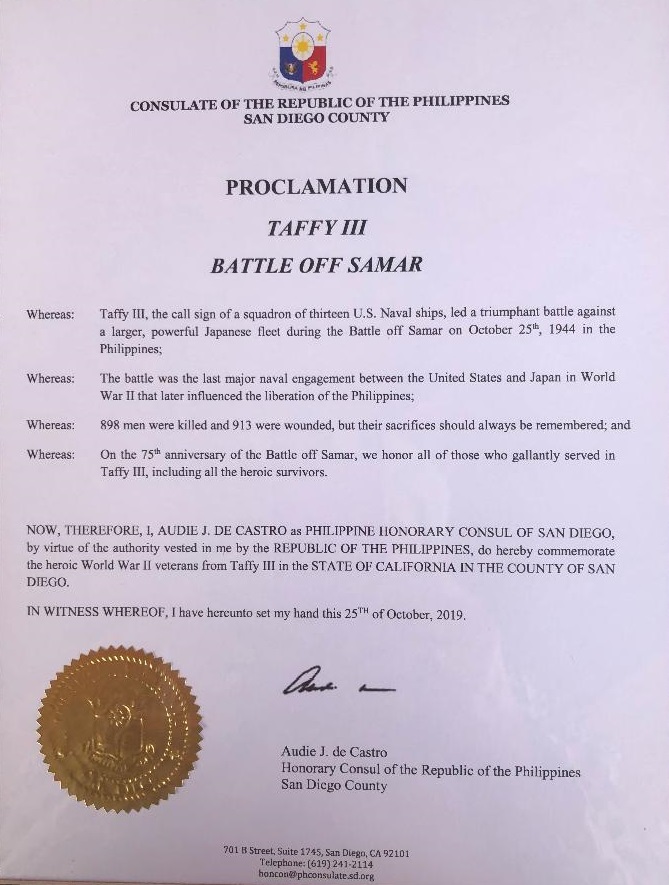 REPUBLIKA NG PILIPINAS
CONSULATE OF THE REPUBLIC OF THE PHILIPPINES
SAN DIEGO COUNTY
PROCLAMATION
TAFFY III
BATTLE OFF SAMAR
Whereas: Taffy III, the call sign of a squadron of thirteen U.S. Naval ships, led a triumphant battle against
a larger, powerful Japanese fleet during the Battle off Samar on October 25th, 1944 in the
Philippines;
Whereas: The battle was the last major naval engagement between the United States and Japan in World
War II that later influenced the liberation of the Philippines;
Whereas: 898 men were killed and 913 were wounded, but their sacrifices should always be remembered; and
Whereas: On the 75th anniversary of the Battle off Samar, we honor all of those who gallantly served in
Taffy III, including all the heroic survivors.
NOW, THEREFORE, I, AUDIE J. DE CASTRO as PHILIPPINE HONORARY CONSUL OF SAN DIEGO,
by virtue of the authority vested in me by the REPUBLIC OF THE PHILIPPINES, do hereby commemorate
the heroic World War II veterans from Taffy III in the STATE OF CALIFORNIA IN THE COUNTY OF SAN
DIEGO.
IN WITNESS WHEREOF, I have hereunto set my hand this 25TH of October, 2019.
Audie J. de Castro
Honorary Consul of the Republic of the Philippines
San Diego County
701 B Street, Suite 1745, San Diego, CA 92101
Telephone: (619) 241-2114
honcon@phconsulate.sd.org